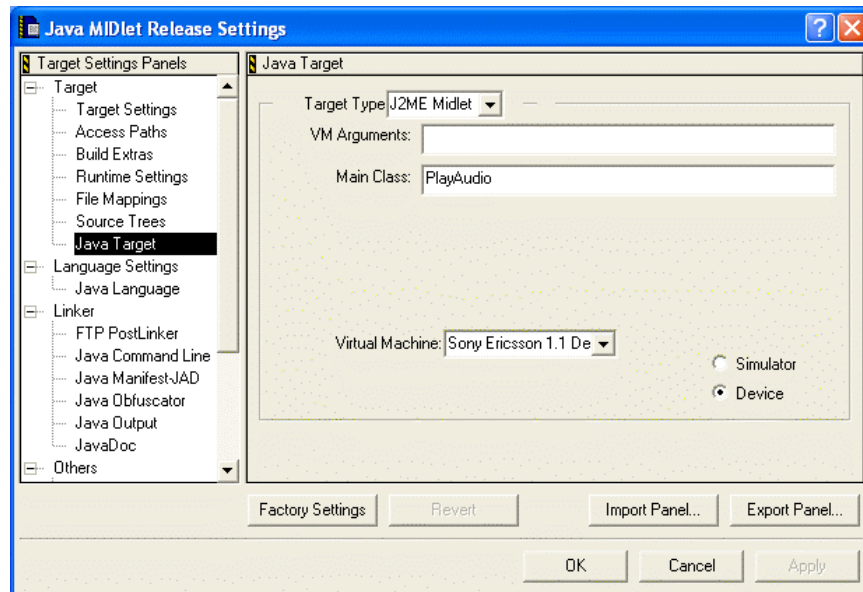 Java MIDlet Release Settings
Target Settings Panels
Target
Target Settings
Access Paths
Build Extras
Runtime Settings
File Mappings
Source Trees
Java Target
Language Settings
Java Language
Linker
FTP PostLinker
Java Command Line
Java Manifest-JAD
Java Obfuscator
Java Output
JavaDoc
Others
Java Target
Target Type J2ME Midlet
VM Arguments:
Main Class: PlayAudio
Virtual Machine: Sony Ericsson 1.1 De
Simulator
Device
Factory Settings Revert Import Panel... Export Panel...
OK Cancel Apply